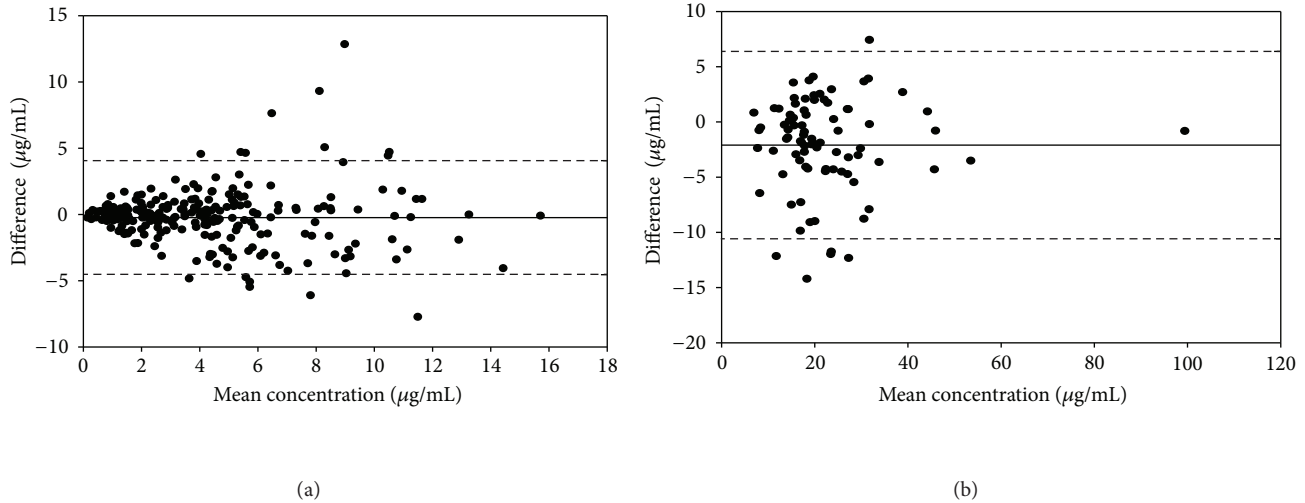 15
10
5
0
−5
−10
Difference (μg/mL)
0 2 4 6 8 10 12 14 16 18
Mean concentration (μg/mL)
(a)
10
5
0
−5
−10
−15
−20
Difference (μg/mL)
0 20 40 60 80 100 120
Mean concentration (μg/mL)
(b)